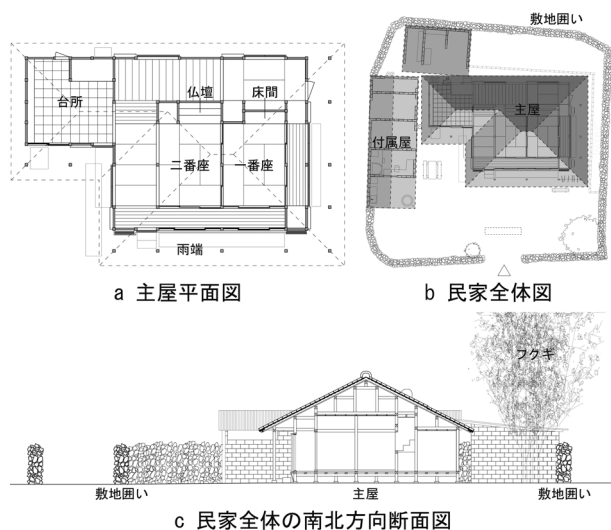 台所
仏壇
床間
二番座
一番座
雨端
a 主屋平面図
敷地囲い
主屋
付属屋
b 民家全体図
フクギ
敷地囲い
主屋
敷地囲い
c 民家全体の南北方向断面図